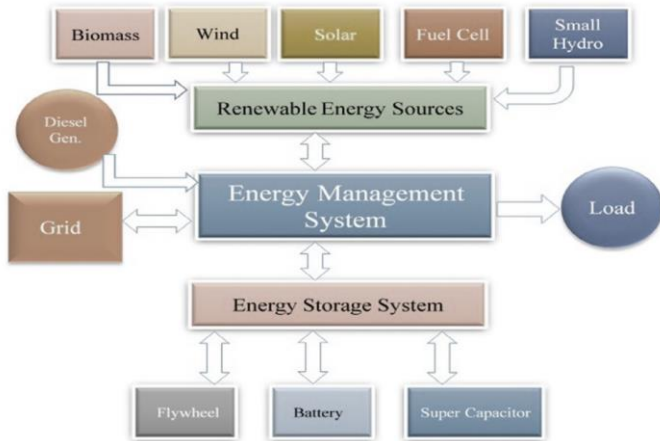 Biomass
Wind
Solar
Fuel Cell
Small
Hydro
Renewable Energy Sources
Diesel
Gen.
Energy Management
System
Grid
Load
Energy Storage System
Flywheel
Battery
Super Capacitor